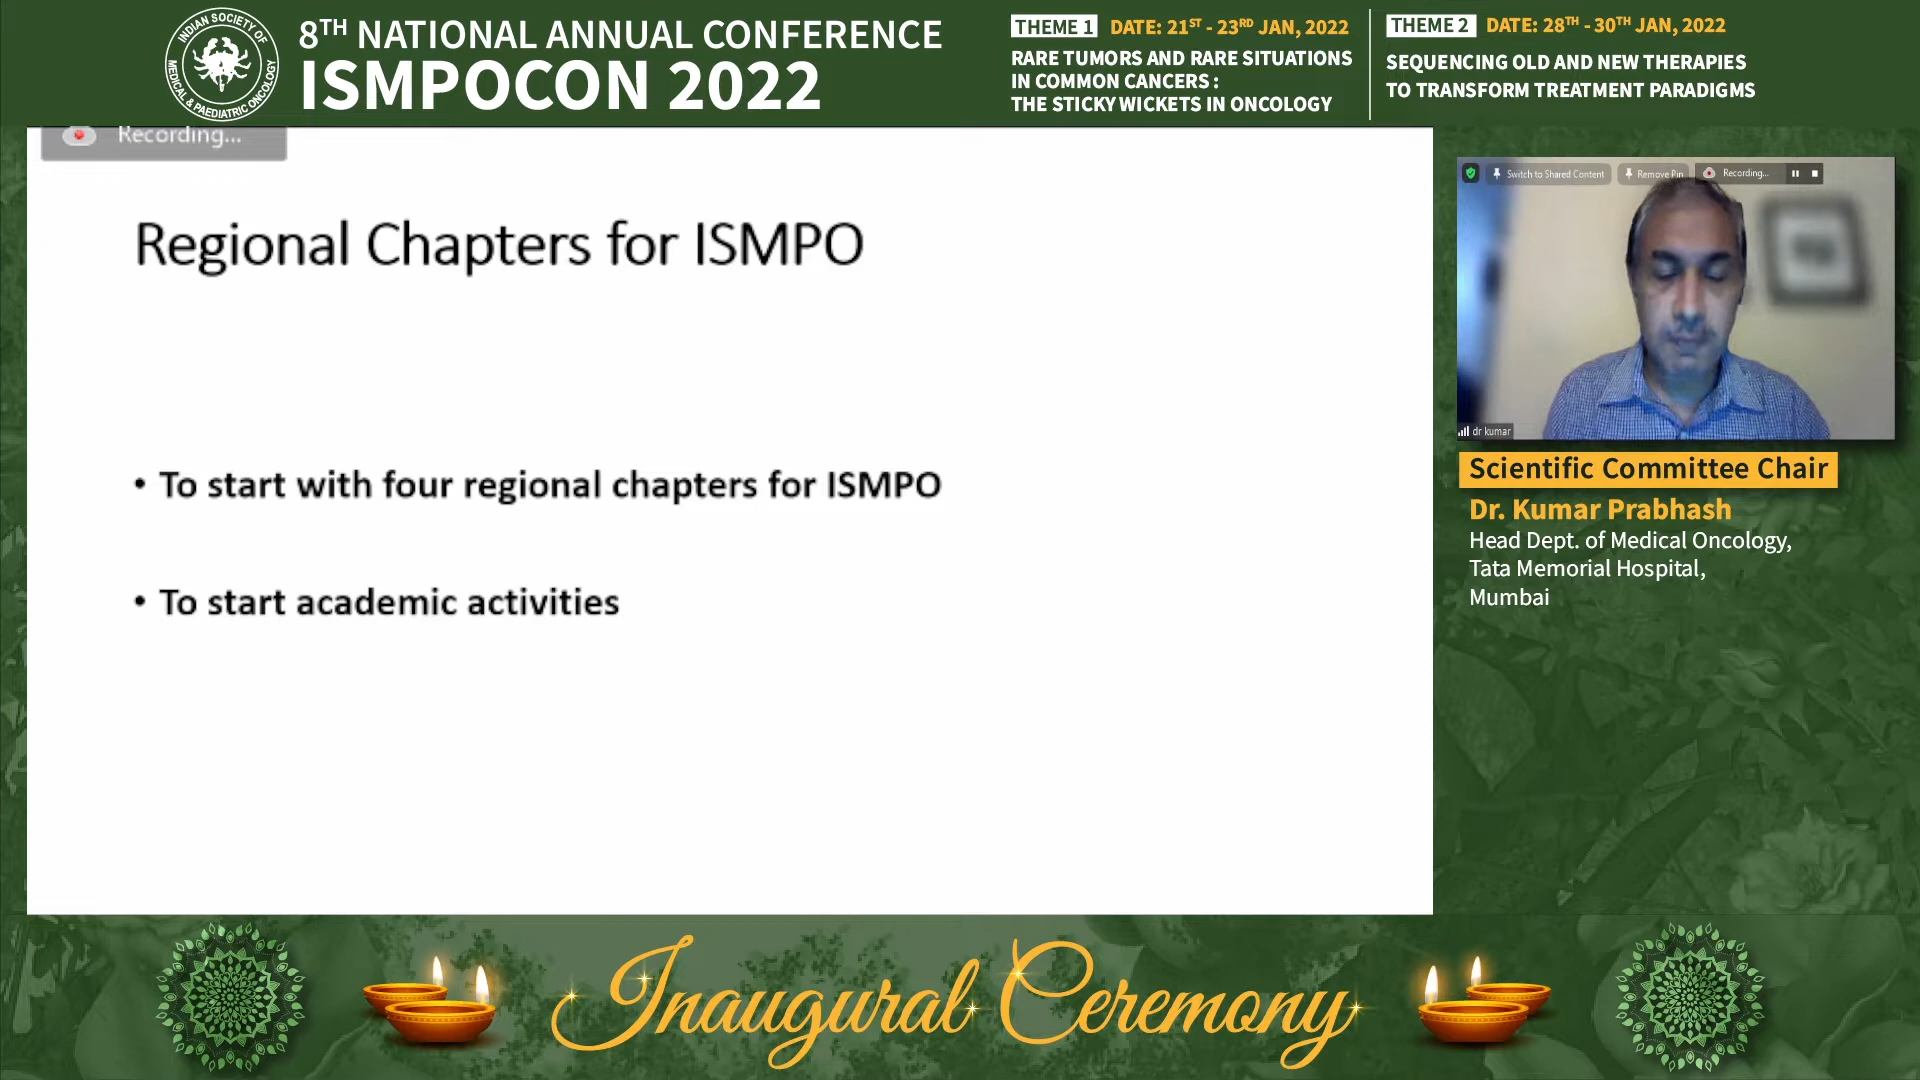 INDIAN SOCIETY OF
MEDICAL & PAEDIATRIC ONCOLOGY
8TH NATIONAL ANNUAL CONFERENCE
ISMPOCON 2022
THEME 1 DATE: 21ST - 23RD JAN, 2022
RARE TUMORS AND RARE SITUATIONS
IN COMMON CANCERS :
THE STICKY WICKETS IN ONCOLOGY
THEME 2 DATE: 28TH - 30TH JAN, 2022
SEQUENCING OLD AND NEW THERAPIES
TO TRANSFORM TREATMENT PARADIGMS
Recording...
Regional Chapters for ISMPO
• To start with four regional chapters for ISMPO
• To start academic activities
Switch to Shared Content Remove Pin Recording...
dr kumar
Scientific Committee Chair
Dr. Kumar Prabhash
Head Dept. of Medical Oncology,
Tata Memorial Hospital,
Mumbai
Inaugural Ceremony